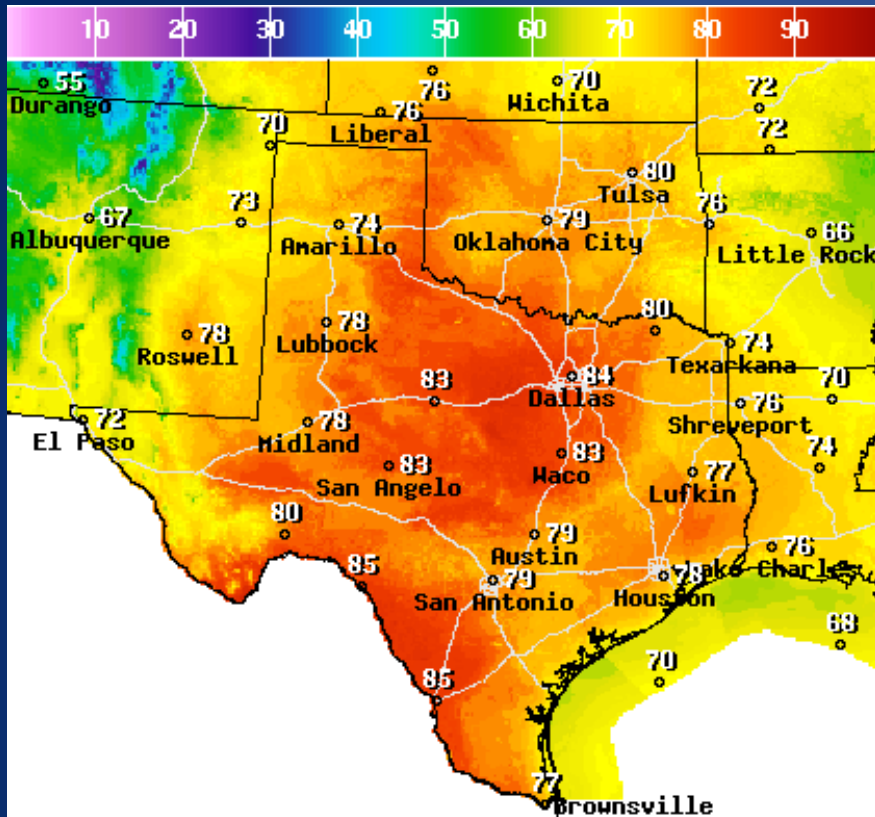 10 20 30 40 50 60 70 80 90
55
Durango
76
70
Wichita
72
76
Liberal
70
72
80
Tulsa
67
Albuquerque
73
74
Amarillo
79
Oklahoma City
76
66
Little Rock
78
Roswell
78
Lubbock
80
74
Texarkana
84
Dallas
83
70
76
Shreveport
72
El Paso
78
Midland
83
San Angelo
83
Waco
77
Lufkin
74
80
79
Austin
76
Lake Charl
85
79
San Antonio
78
Houston
68
70
85
77
Brownsville